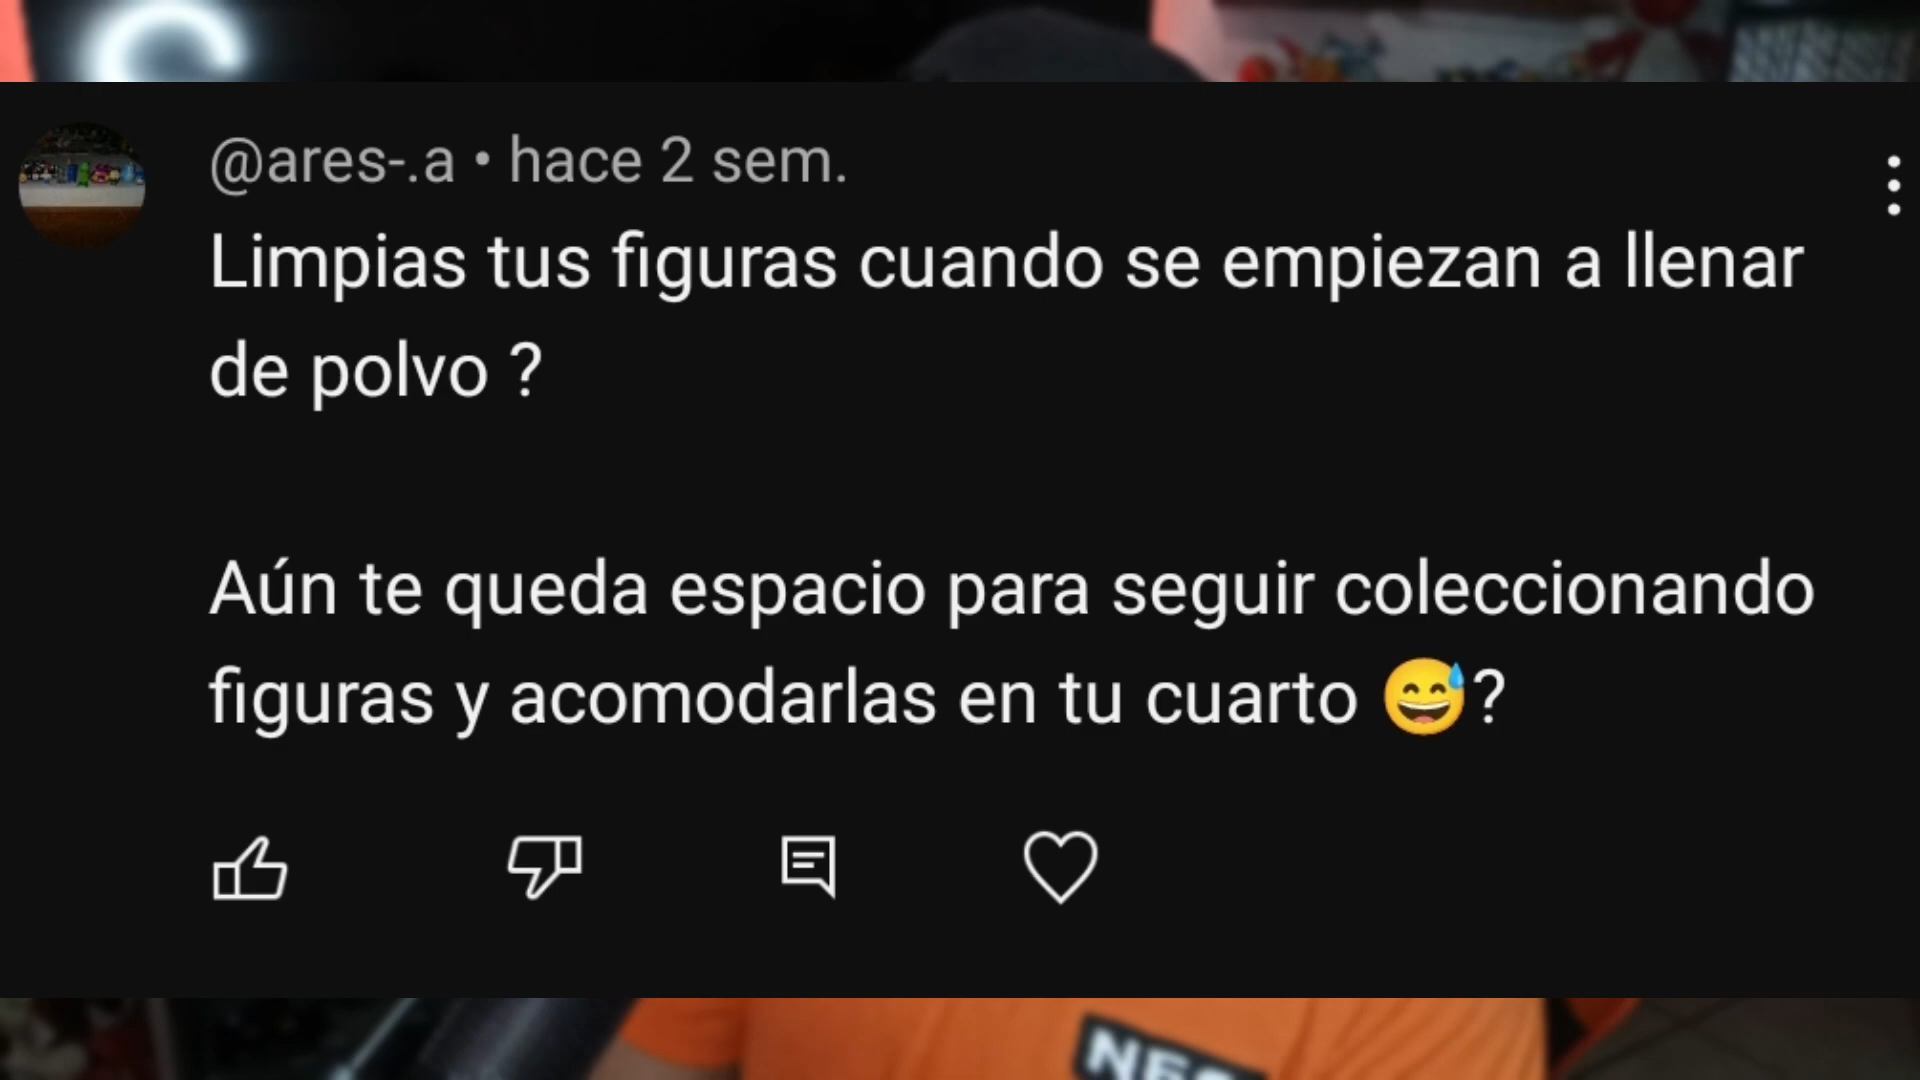 @ares-.a • hace 2 sem.
Limpias tus figuras cuando se empiezan a llenar
de polvo ?
Aún te queda espacio para seguir coleccionando
figuras y acomodarlas en tu cuarto 😅?